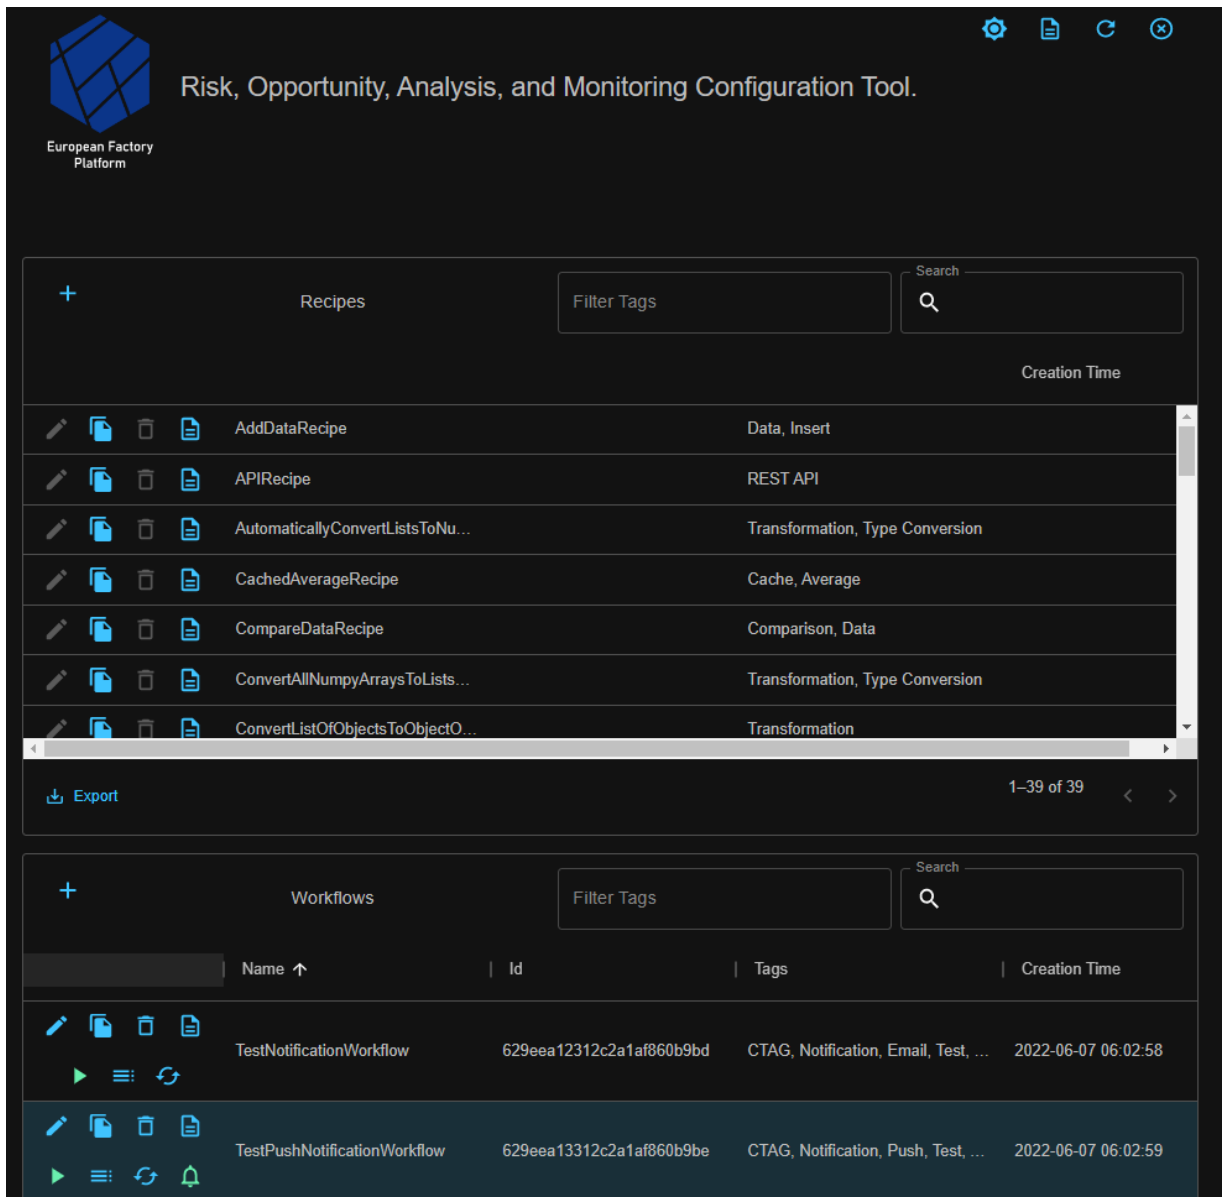 European Factory
Platform
Risk, Opportunity, Analysis, and Monitoring Configuration Tool.
Recipes
Filter Tags
Search
Creation Time
AddDataRecipe Data, Insert
APIRecipe REST API
AutomaticallyConvertListsToNu... Transformation, Type Conversion
CachedAverageRecipe Cache, Average
CompareDataRecipe Comparison, Data
ConvertAllNumpyArraysToLists... Transformation, Type Conversion
ConvertListOfObjectsToObjectO... Transformation
Export 1–39 of 39
Workflows
Filter Tags
Search
Name Id Tags Creation Time
TestNotificationWorkflow 629eea12312c2a1af860b9bd CTAG, Notification, Email, Test, ... 2022-06-07 06:02:58
TestPushNotificationWorkflow 629eea13312c2a1af860b9be CTAG, Notification, Push, Test, ... 2022-06-07 06:02:59